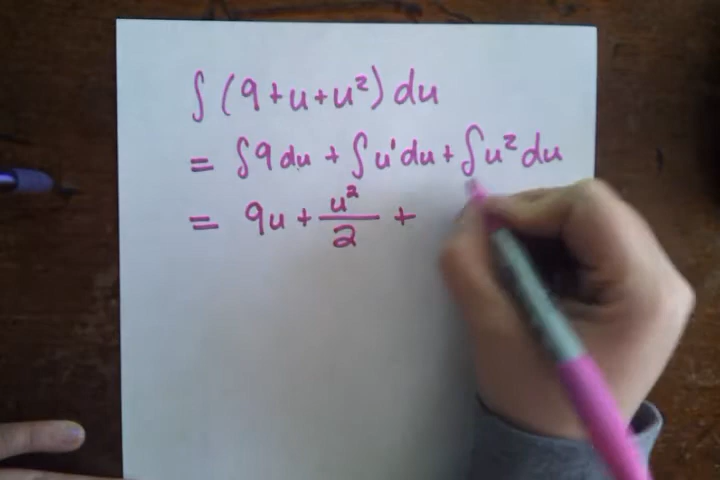 ∫ (9+u+u²) du
= ∫9 du + ∫u¹du + ∫u² du
= 9u + u²/2 +